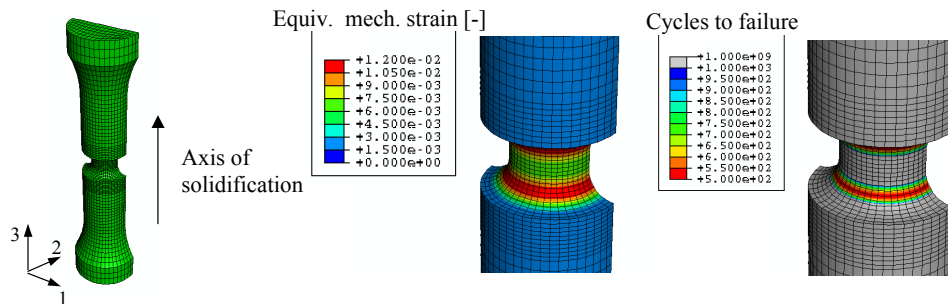 Equiv. mech. strain [-]
+1.200e-02
+1.050e-02
+9.000e-03
+7.500e-03
+6.000e-03
+4.500e-03
+3.000e-03
+1.500e-03
+0.000e+00
Cycles to failure
+1.000e+09
+1.000e+03
+9.500e+02
+9.000e+02
+8.500e+02
+8.000e+02
+7.500e+02
+7.000e+02
+6.500e+02
+6.000e+02
+5.500e+02
+5.000e+02
Axis of
solidification
3
2
1